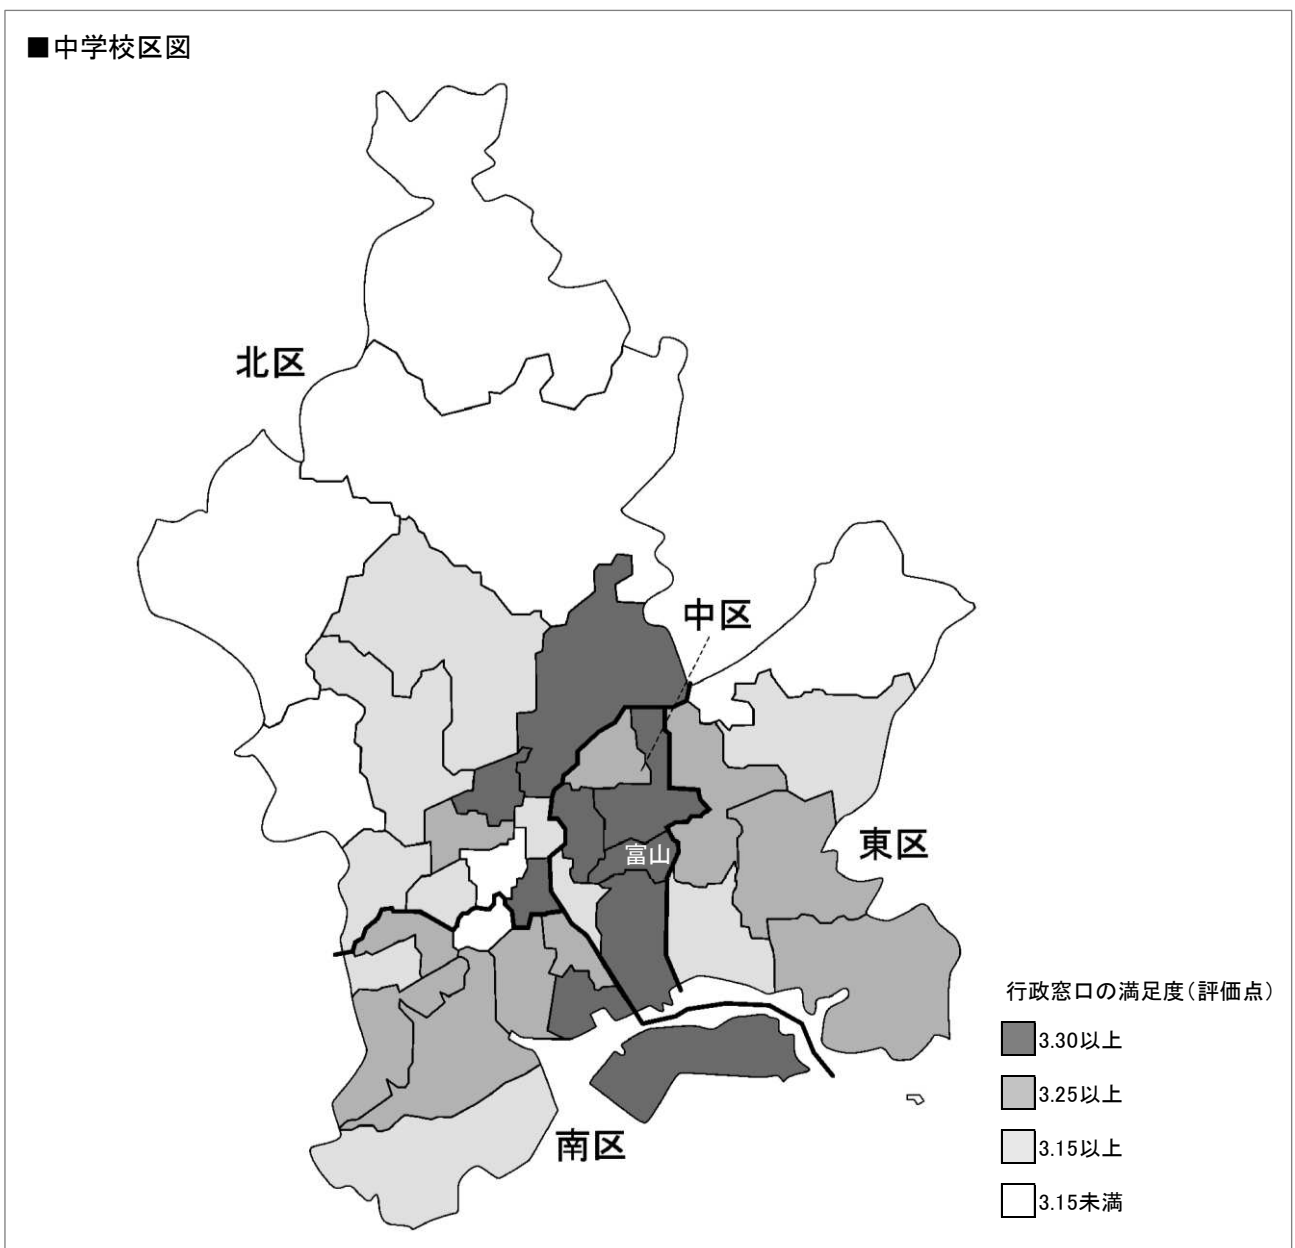 ■中学校区図
北区
中区
東区
富山
南区
行政窓口の満足度（評価点）
3.30以上
3.25以上
3.15以上
3.15未満